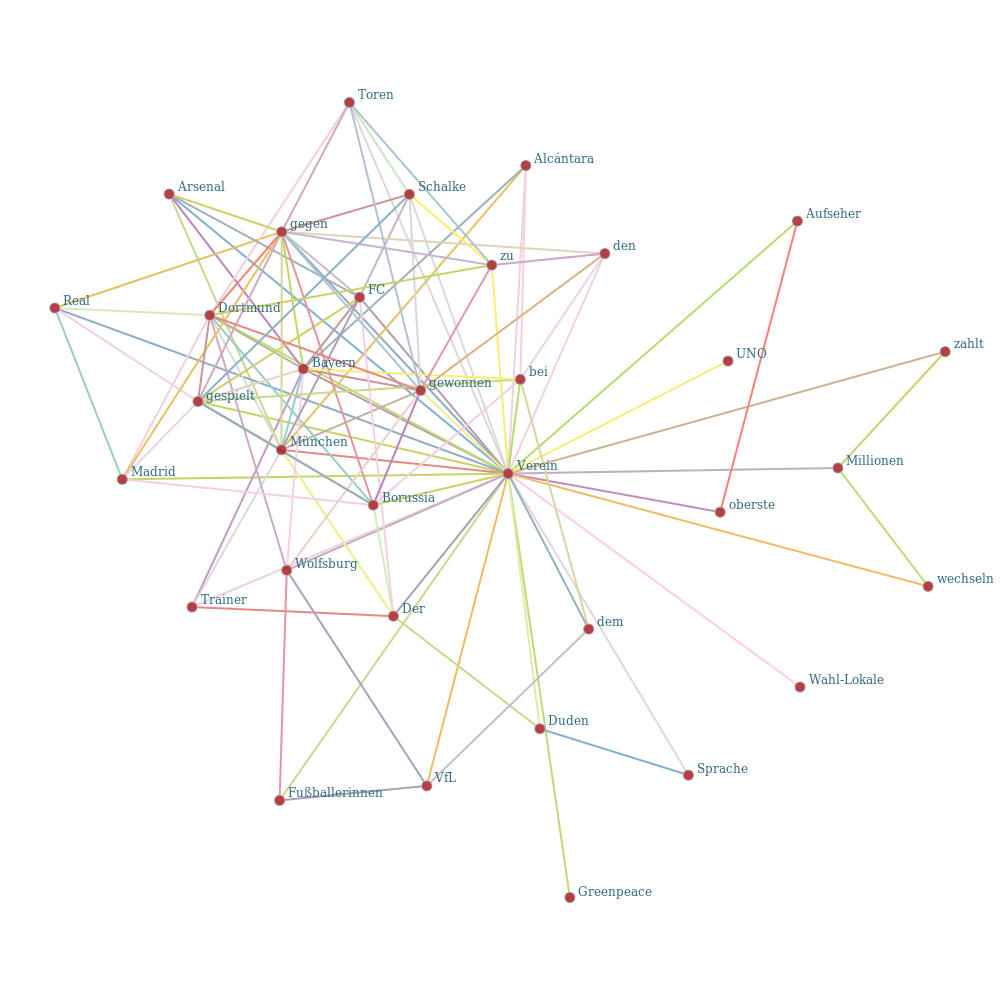 Toren
Alcántara
Arsenal
Schalke
Aufseher
gegen
den
zu
FC
Real
Dortmund
UNO
zahlt
Bayern
bei
gewonnen
gespielt
München
Verein
Millionen
Madrid
Borussia
oberste
Wolfsburg
wechseln
Trainer
Der
dem
Wahl-Lokale
Duden
Sprache
VfL
Fußballerinnen
Greenpeace